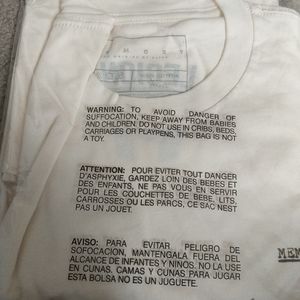 WARNING: TO AVOID DANGER OF
SUFFOCATION, KEEP AWAY FROM BABIES
AND CHILDREN. DO NOT USE IN CRIBS, BEDS,
CARRIAGES OR PLAYPENS, THIS BAG IS NOT
A TOY.
ATTENTION: POUR EVITER TOUT DANGER
D'ASPHYXIE, GARDEZ LOIN DES BEBES ET
DES ENFANTS, NE PAS VOUS EN SERVIR
POUR LES COUCHETTES DE BEBE, LITS,
CARROSSES OU LES PARCS, CE SAC NEST
PAS UN JOUET.
AVISO: PARA EVITAR PELIGRO DE
SOFOCACION, MANTENGALA FUERA DEL
ALCANCE DE INFANTES Y NINOS. NO LA USE
EN CUNAS. CAMAS Y CUNAS PARA JUGAR
ESTA BOLSA NO ES UN JUGUETE.